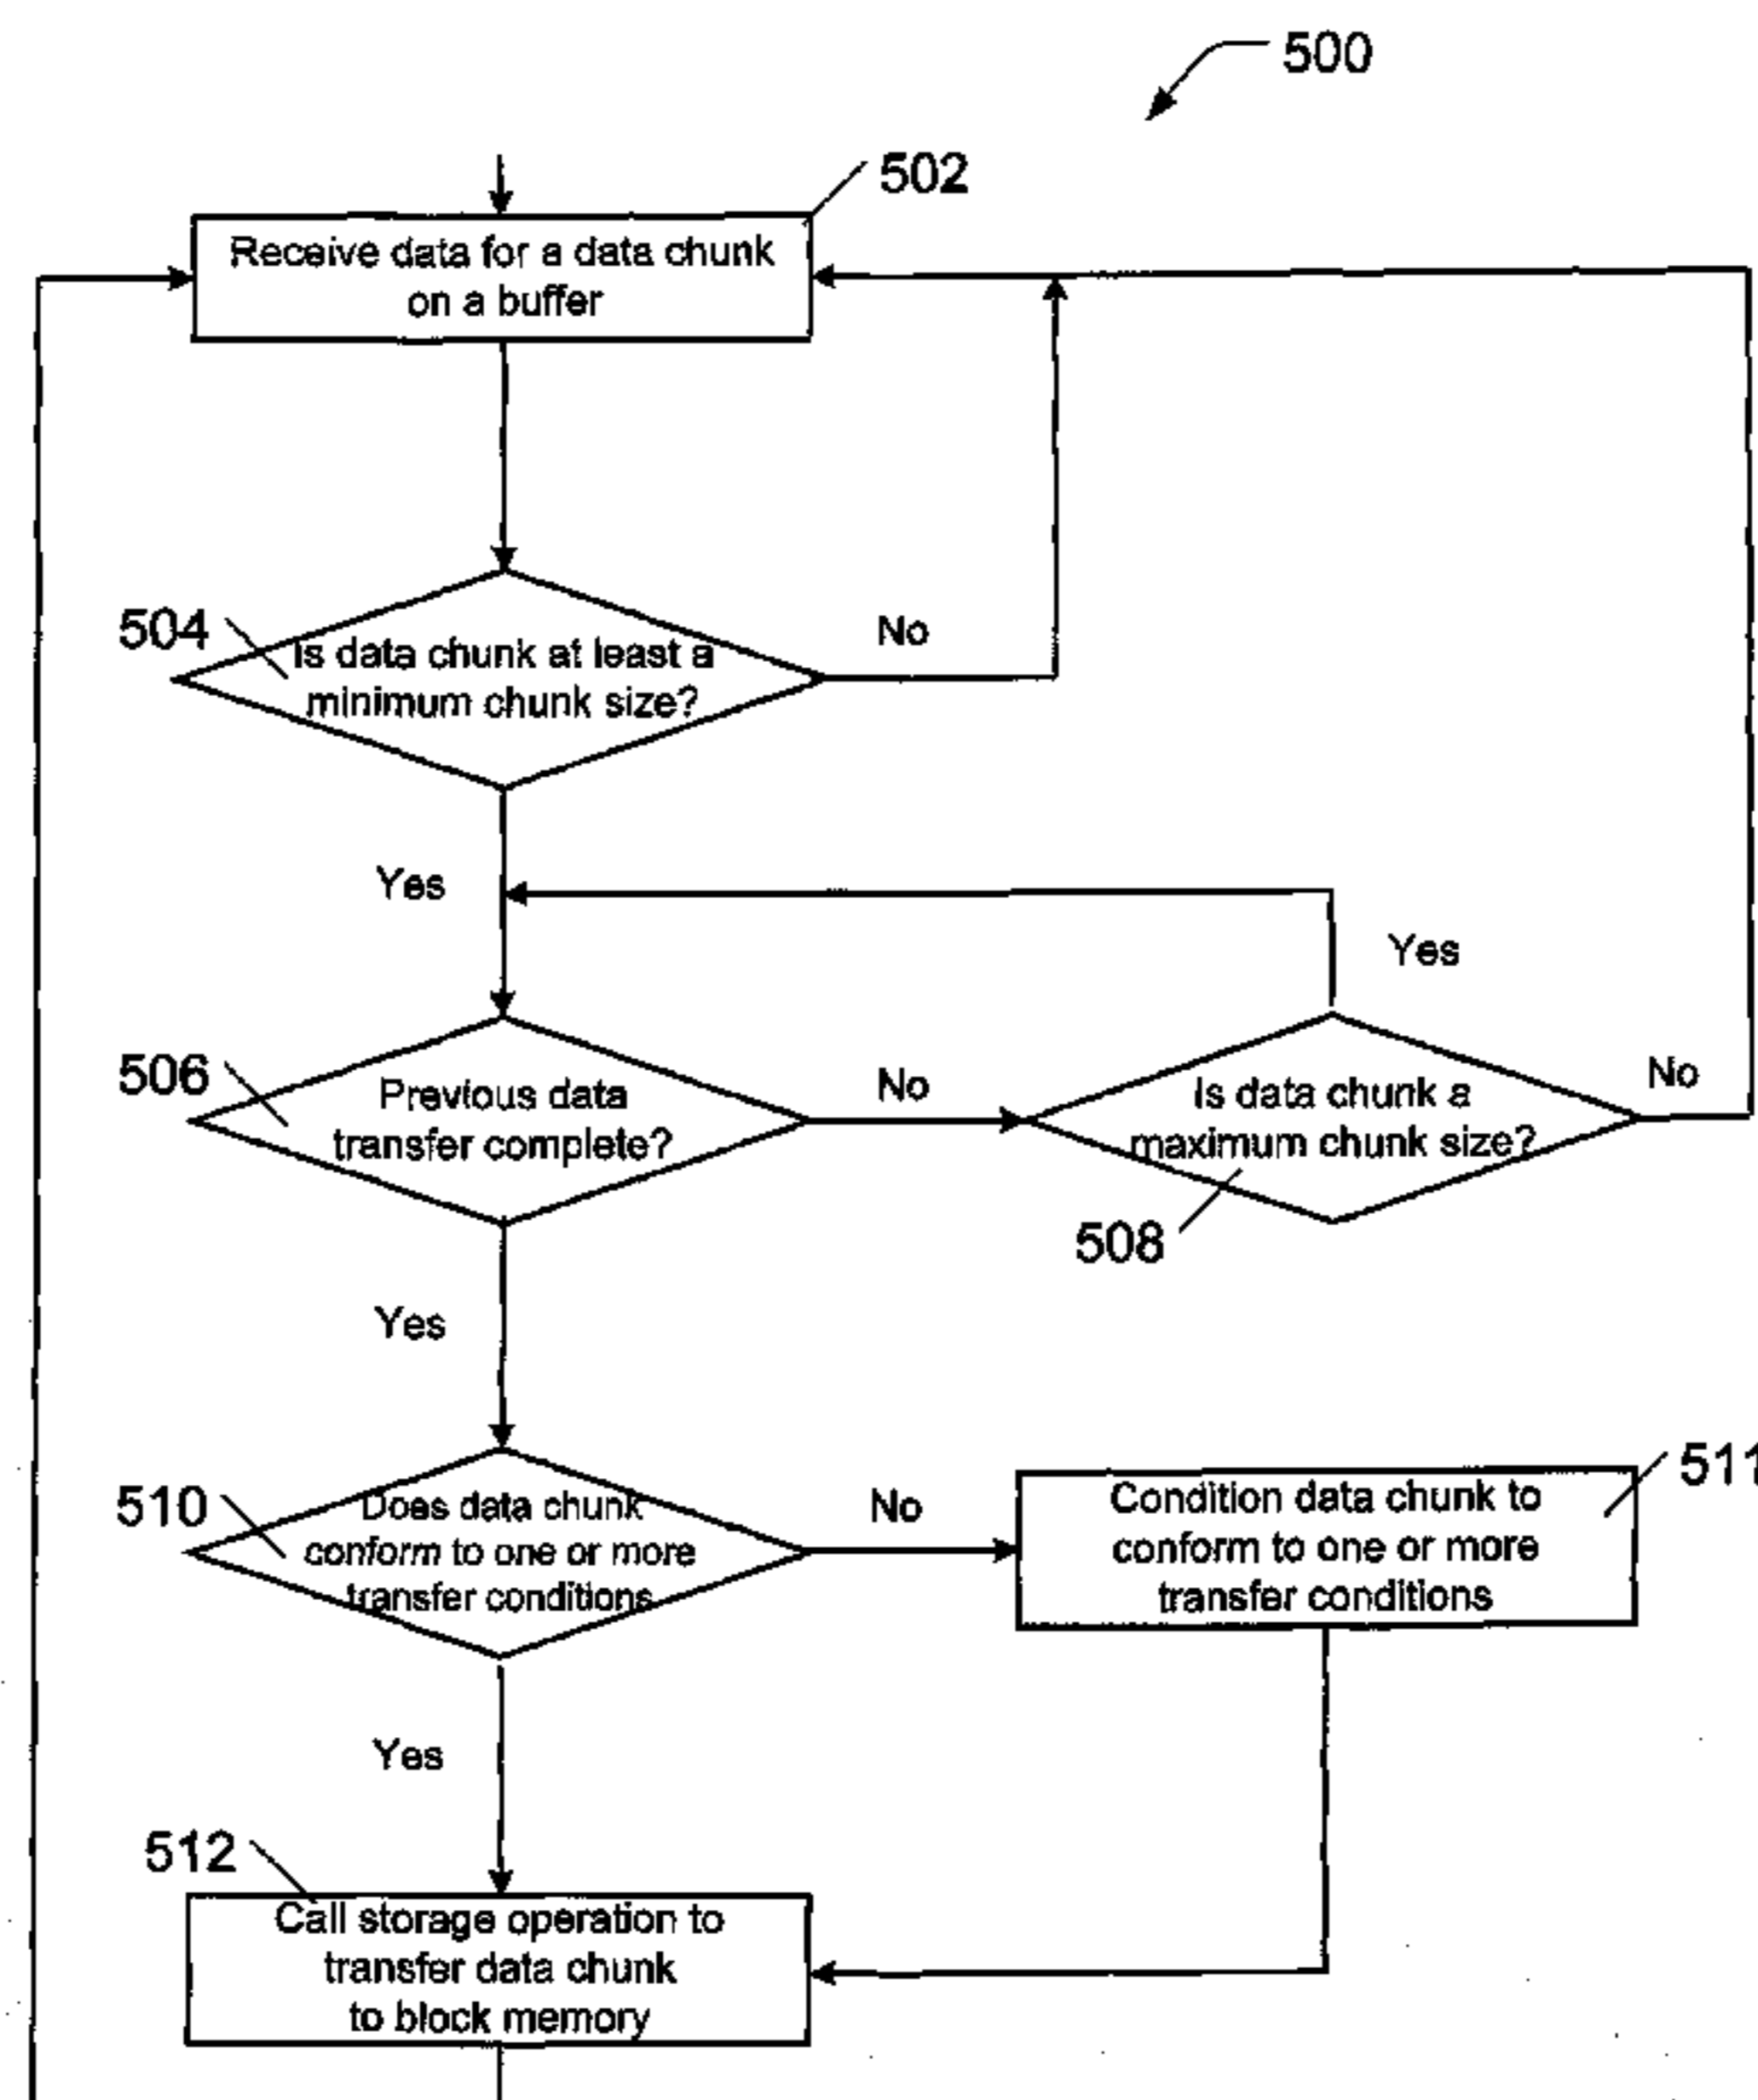 500
502
Receive data for a data chunk
on a buffer
504
Is data chunk at least a
minimum chunk size?
No
Yes
Yes
506
Previous data
transfer complete?
No
Is data chunk a
maximum chunk size?
No
508
Yes
510
Does data chunk
conform to one or more
transfer conditions
No
Condition data chunk to
conform to one or more
transfer conditions
511
Yes
512
Call storage operation to
transfer data chunk
to block memory